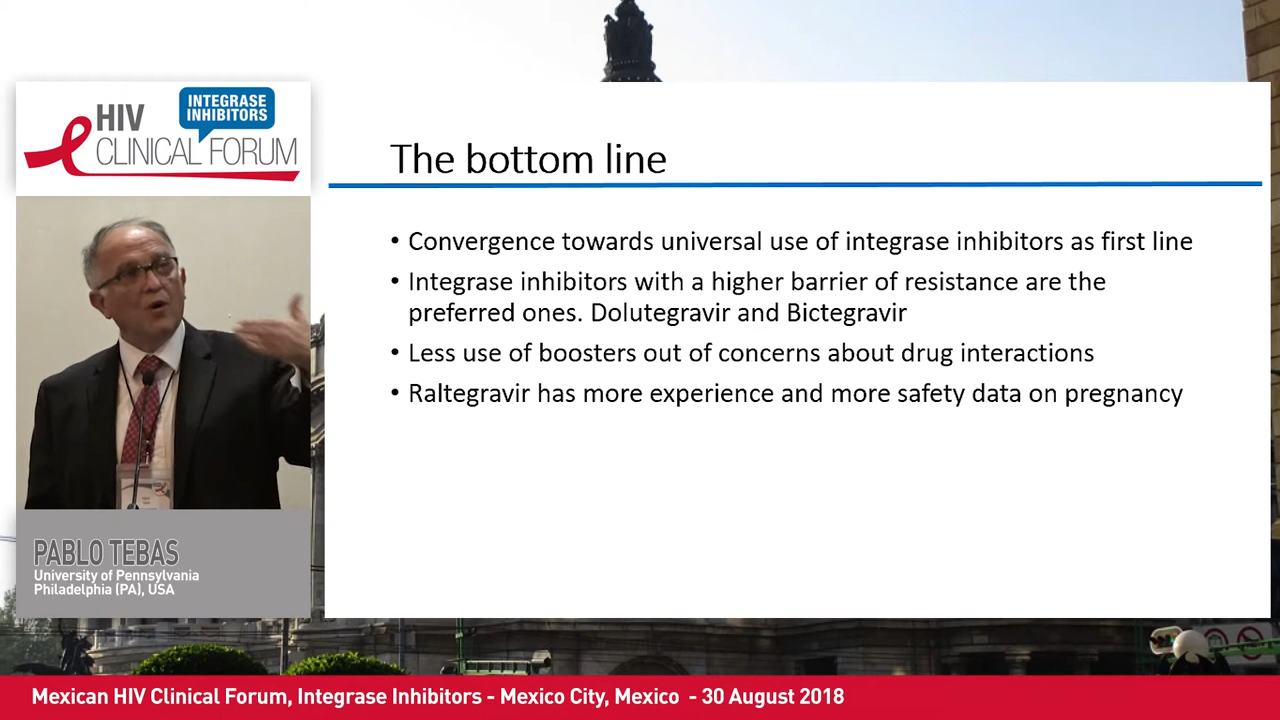 HIV
INTEGRASE
INHIBITORS
CLINICAL FORUM
PABLO TEBAS
University of Pennsylvania
Philadelphia (PA), USA
The bottom line
• Convergence towards universal use of integrase inhibitors as first line
• Integrase inhibitors with a higher barrier of resistance are the
preferred ones. Dolutegravir and Bictegravir
• Less use of boosters out of concerns about drug interactions
• Raltegravir has more experience and more safety data on pregnancy
Mexican HIV Clinical Forum, Integrase Inhibitors - Mexico City, Mexico - 30 August 2018